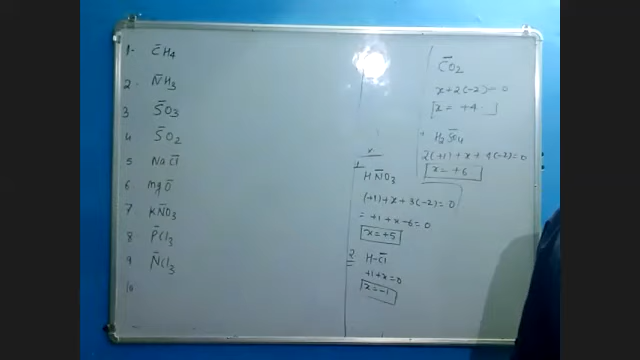 1- C̄H4
2. N̄H3
3 S̄O3
4 S̄O2
5 NaC̄l
6 MgŌ
7 KN̄O3
8 P̄Cl3
9 N̄Cl3
10
1
HN̄O3
(+1)+x+3(-2)=0
= +1+x-6=0
x=+5
2 H-C̄l
+1+x=0
x=-1
C̄O2
x+2(-2)=0
x= +4
H2S̄O4
2(+1)+x+4(-2)=0
x=+6